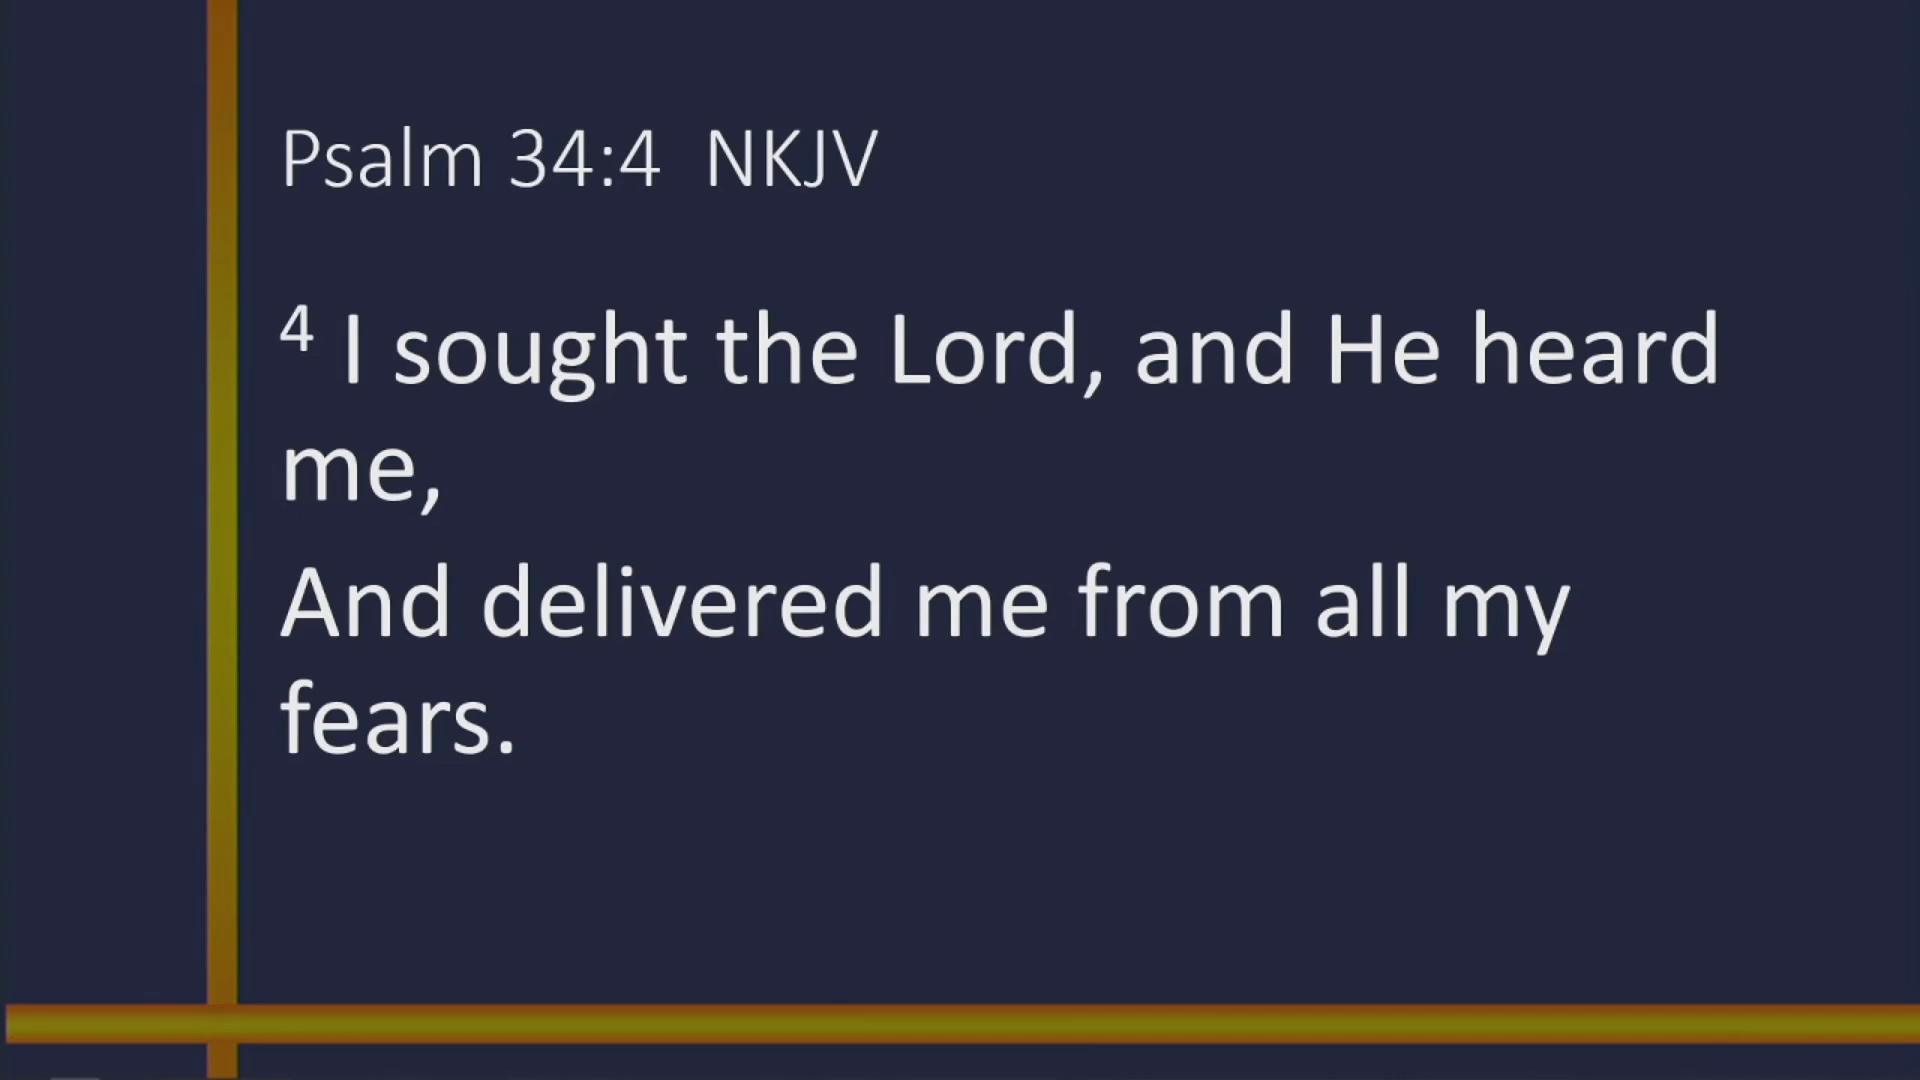 Psalm 34:4  NKJV
4 I sought the Lord, and He heard
me,
And delivered me from all my
fears.